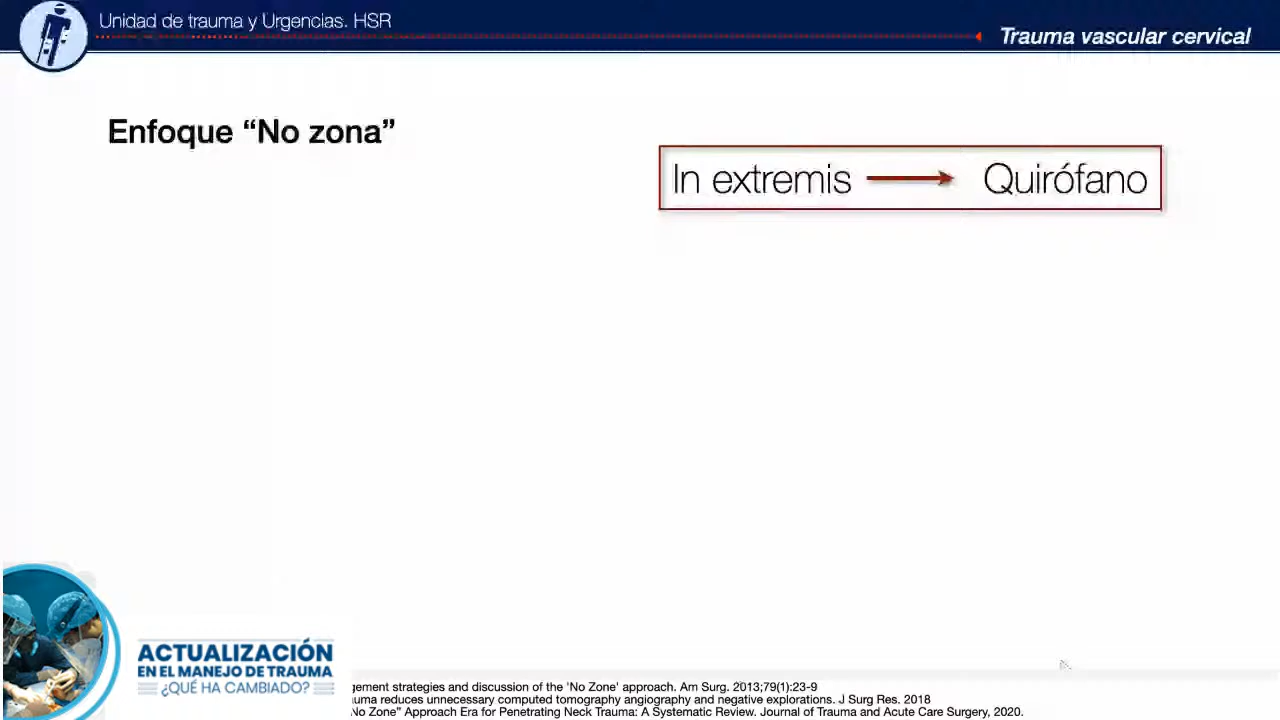 Unidad de trauma y Urgencias. HSR
Trauma vascular cervical
Enfoque “No zona”
In extremis Quirófano
ACTUALIZACIÓN
EN EL MANEJO DE TRAUMA
¿QUÉ HA CAMBIADO?
strategies and discussion of the 'No Zone' approach. Am Surg. 2013;79(1):23-9
reduces unnecessary computed tomography angiography and negative explorations. J Surg Res. 2018
No Zone” Approach Era for Penetrating Neck Trauma: A Systematic Review. Journal of Trauma and Acute Care Surgery, 2020.